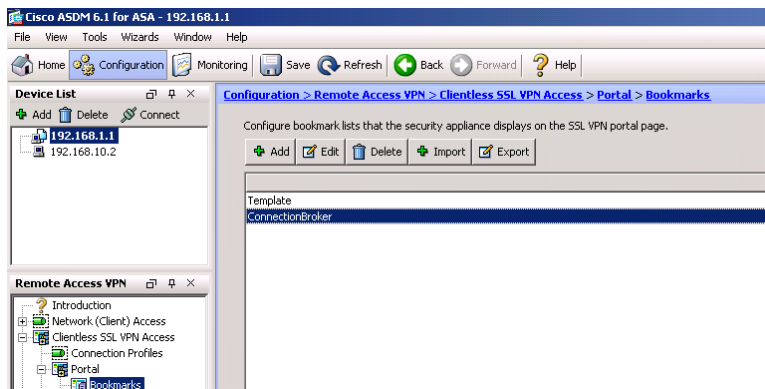 Cisco ASDM 6.1 for ASA - 192.168.1.1
File View Tools Wizards Window Help
Home Configuration Monitoring Save Refresh Back Forward Help
Device List
Add Delete Connect
192.168.1.1
192.168.10.2
Configuration > Remote Access VPN > Clientless SSL VPN Access > Portal > Bookmarks
Configure bookmark lists that the security appliance displays on the SSL VPN portal page.
Add Edit Delete Import Export
Template
ConnectionBroker
Remote Access VPN
Introduction
Network (Client) Access
Clientless SSL VPN Access
Connection Profiles
Portal
Bookmarks